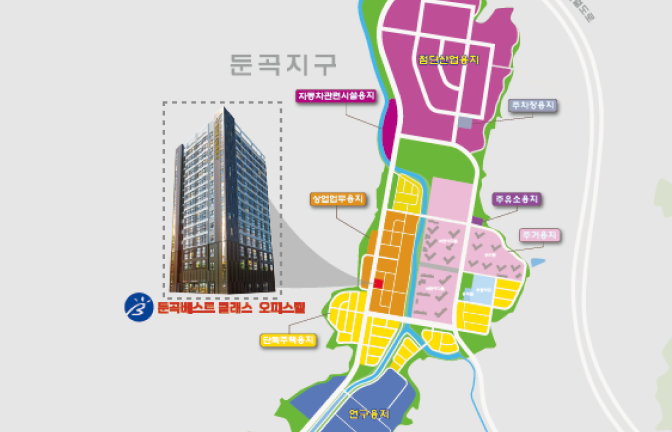 둔곡지구
첨단산업용지
자동차관련시설용지
주차장용지
상업업무용지
주유소용지
주거용지
둔곡베스트 클래스 오피스텔
단독주택용지
연구용지